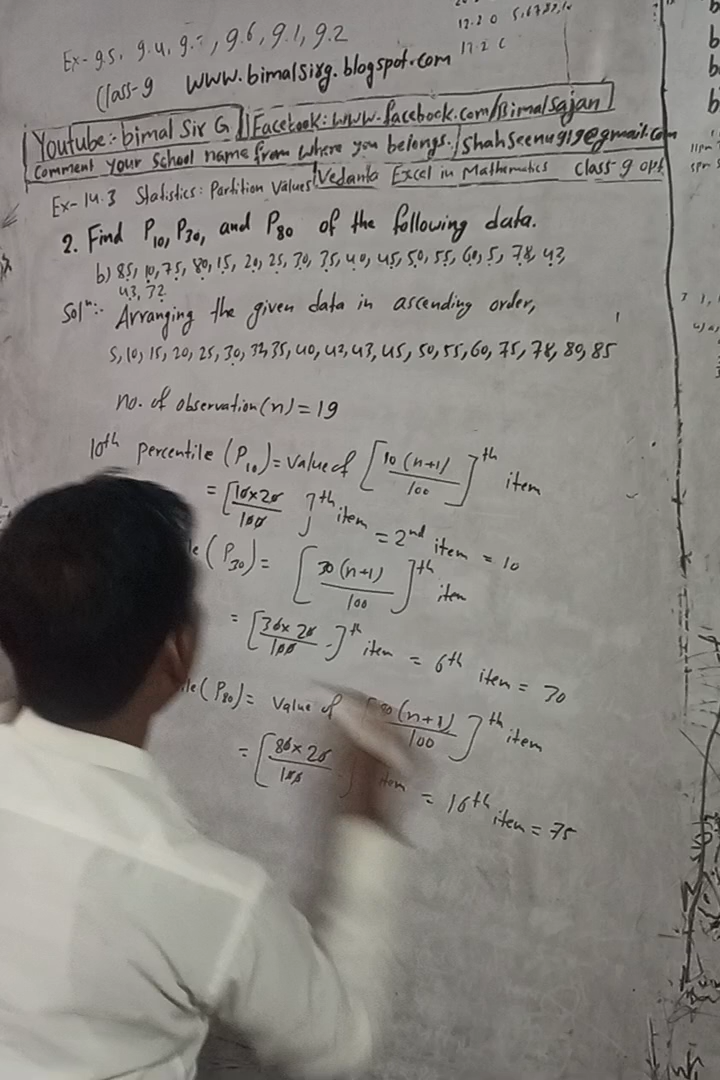 Ex- 9.5, 9.4, 9.-, 9.6, 9.1, 9.2
Class-9 www.bimalsirg.blogspot.com
17.2 c
Youtube:- bimal Sir G Facebook: www.facebook.com/Bimalsajan
Comment your School name from where you belongs. / shahseenu919@gmail.com
Ex- 14.3 Statistics: Partition Values Vedanta Excel in Mathematics class 9 opt
2. Find P10, P30, and P80 of the following data.
b) 85, 10, 75, 80, 15, 20, 25, 30, 35, 40, 45, 50, 55, 60, 5, 78, 43
43, 32
Solⁿ:- Arranging the given data in ascending order,
5, 10, 15, 20, 25, 30, 32, 35, 40, 43, 43, 45, 50, 55, 60, 75, 78, 80, 85
no. of observation (n) = 19
10th percentile (P10) = Value of [10(n+1)/100]th item
= [10×20/100]th item = 2nd item = 10
le (P30) = [30(n+1)/100]th item
= [30×20/100]th item = 6th item = 30
le (P80) = Value of [80(n+1)/100]th item
= [80×20/100] item = 16th item = 75